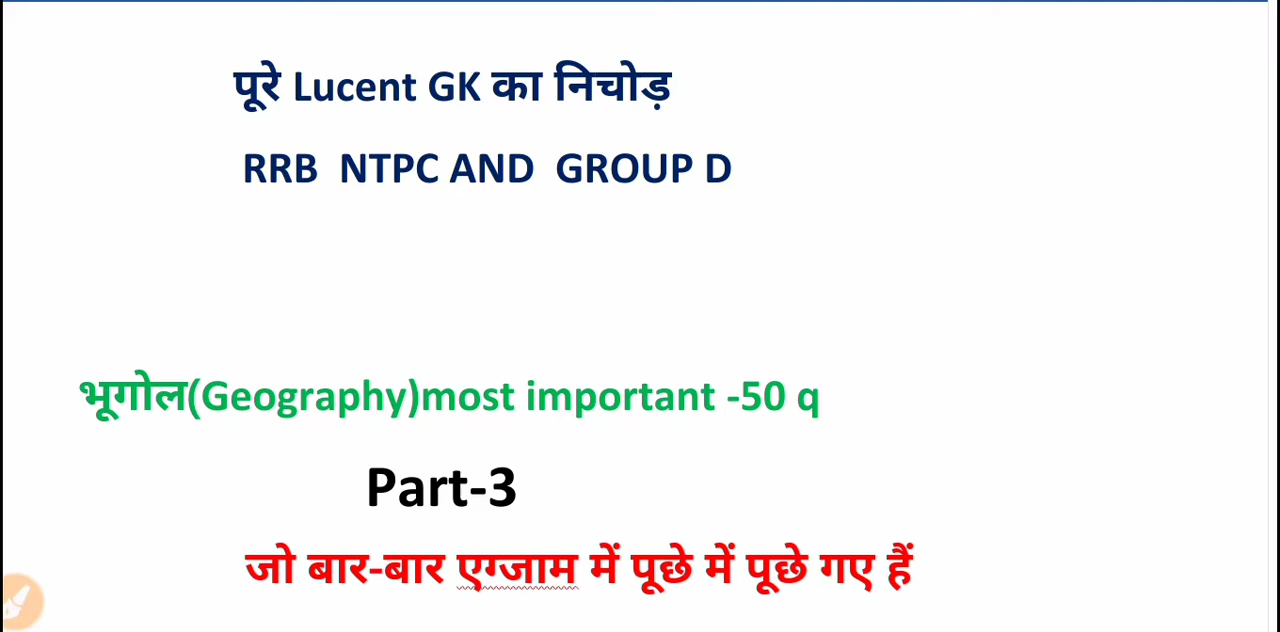 पूरे Lucent GK का निचोड़
RRB NTPC AND GROUP D
भूगोल(Geography)most important -50 q
Part-3
जो बार-बार एग्जाम में पूछे में पूछे गए हैं